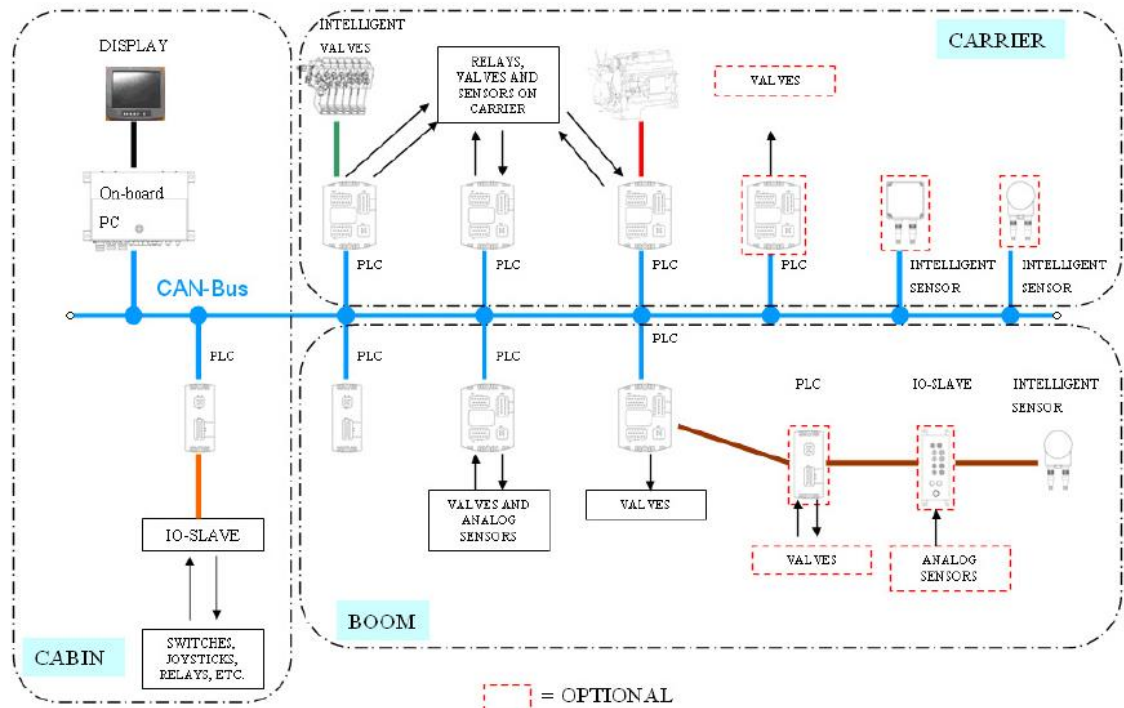 DISPLAY
On-board
PC
CAN-Bus
PLC
IO-SLAVE
SWITCHES,
JOYSTICKS,
RELAYS, ETC.
CABIN
INTELLIGENT
VALVES
RELAYS,
VALVES AND
SENSORS ON
CARRIER
VALVES
CARRIER
PLC
PLC
PLC
PLC
INTELLIGENT
SENSOR
INTELLIGENT
SENSOR
PLC
PLC
PLC
PLC
IO-SLAVE
INTELLIGENT
SENSOR
VALVES AND
ANALOG
SENSORS
VALVES
VALVES
ANALOG
SENSORS
BOOM
= OPTIONAL